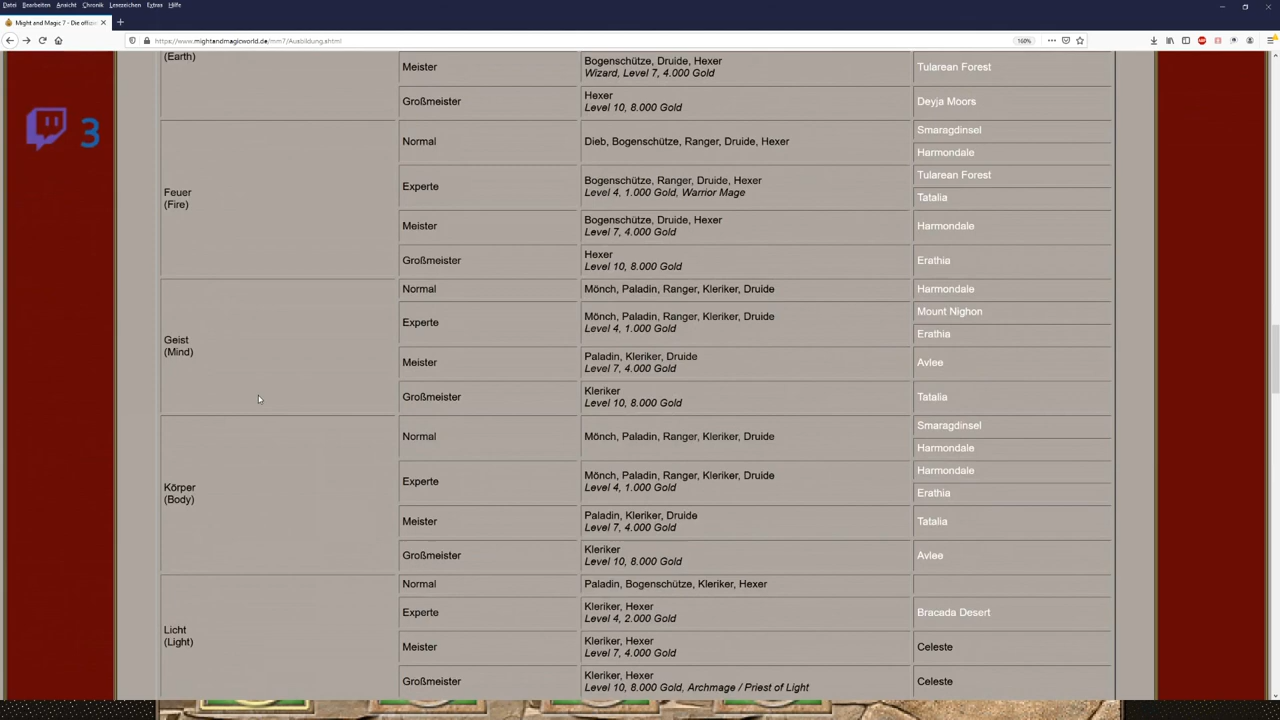 Datei Bearbeiten Ansicht Chronik Lesezeichen Extras Hilfe
Might and Magic 7 - Die offizi
https://www.mightandmagicworld.de/mm7/Ausbildung.shtml
160%
3
(Earth)
Meister
Bogenschütze, Druide, Hexer
Wizard, Level 7, 4.000 Gold
Tularean Forest
Großmeister
Hexer
Level 10, 8.000 Gold
Deyja Moors
Feuer
(Fire)
Normal
Dieb, Bogenschütze, Ranger, Druide, Hexer
Smaragdinsel
Harmondale
Experte
Bogenschütze, Ranger, Druide, Hexer
Level 4, 1.000 Gold, Warrior Mage
Tularean Forest
Tatalia
Meister
Bogenschütze, Druide, Hexer
Level 7, 4.000 Gold
Harmondale
Großmeister
Hexer
Level 10, 8.000 Gold
Erathia
Geist
(Mind)
Normal
Mönch, Paladin, Ranger, Kleriker, Druide
Harmondale
Experte
Mönch, Paladin, Ranger, Kleriker, Druide
Level 4, 1.000 Gold
Mount Nighon
Erathia
Meister
Paladin, Kleriker, Druide
Level 7, 4.000 Gold
Avlee
Großmeister
Kleriker
Level 10, 8.000 Gold
Tatalia
Körper
(Body)
Normal
Mönch, Paladin, Ranger, Kleriker, Druide
Smaragdinsel
Harmondale
Experte
Mönch, Paladin, Ranger, Kleriker, Druide
Level 4, 1.000 Gold
Harmondale
Erathia
Meister
Paladin, Kleriker, Druide
Level 7, 4.000 Gold
Tatalia
Großmeister
Kleriker
Level 10, 8.000 Gold
Avlee
Licht
(Light)
Normal
Paladin, Bogenschütze, Kleriker, Hexer
Experte
Kleriker, Hexer
Level 4, 2.000 Gold
Bracada Desert
Meister
Kleriker, Hexer
Level 7, 4.000 Gold
Celeste
Großmeister
Kleriker, Hexer
Level 10, 8.000 Gold, Archmage / Priest of Light
Celeste